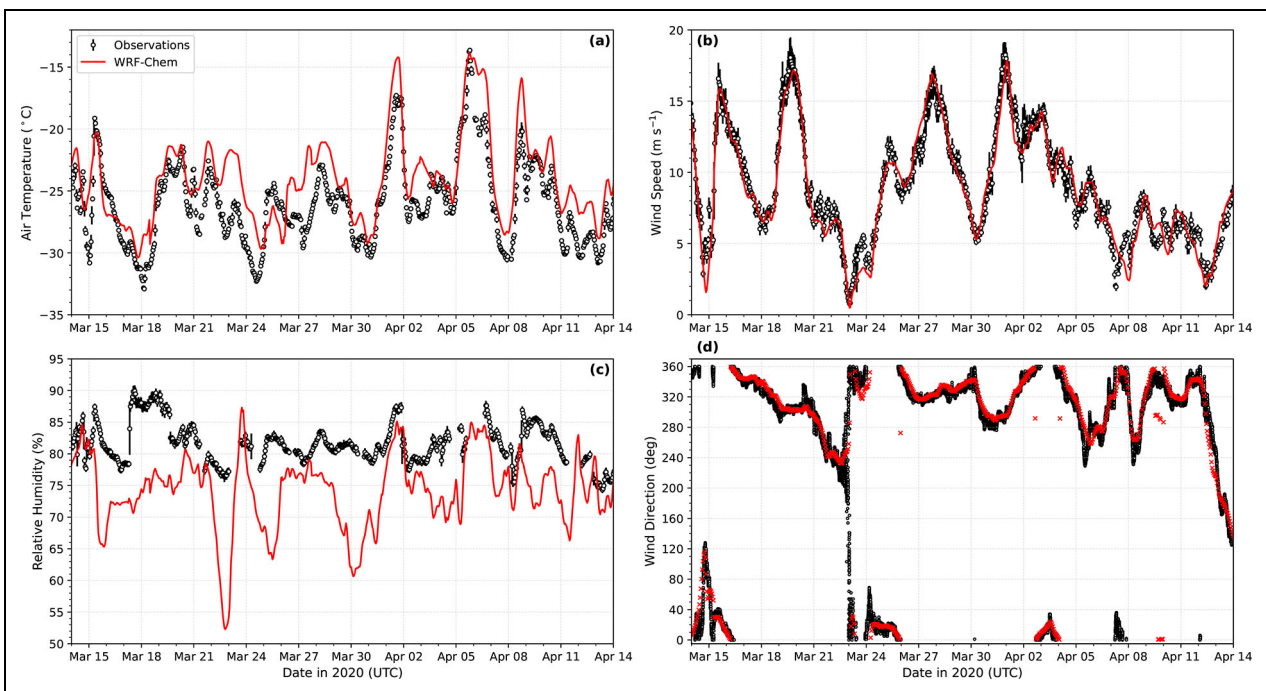 (a)
Observations
WRF-Chem
Air Temperature (°C)
−15
−20
−25
−30
−35
Mar 15 Mar 18 Mar 21 Mar 24 Mar 27 Mar 30 Apr 02 Apr 05 Apr 08 Apr 11 Apr 14
(b)
Wind Speed (m s⁻¹)
20
15
10
5
0
Mar 15 Mar 18 Mar 21 Mar 24 Mar 27 Mar 30 Apr 02 Apr 05 Apr 08 Apr 11 Apr 14
(c)
Relative Humidity (%)
95
90
85
80
75
70
65
60
55
50
Mar 15 Mar 18 Mar 21 Mar 24 Mar 27 Mar 30 Apr 02 Apr 05 Apr 08 Apr 11 Apr 14
Date in 2020 (UTC)
(d)
Wind Direction (deg)
360
320
280
240
200
160
120
80
40
0
Mar 15 Mar 18 Mar 21 Mar 24 Mar 27 Mar 30 Apr 02 Apr 05 Apr 08 Apr 11 Apr 14
Date in 2020 (UTC)